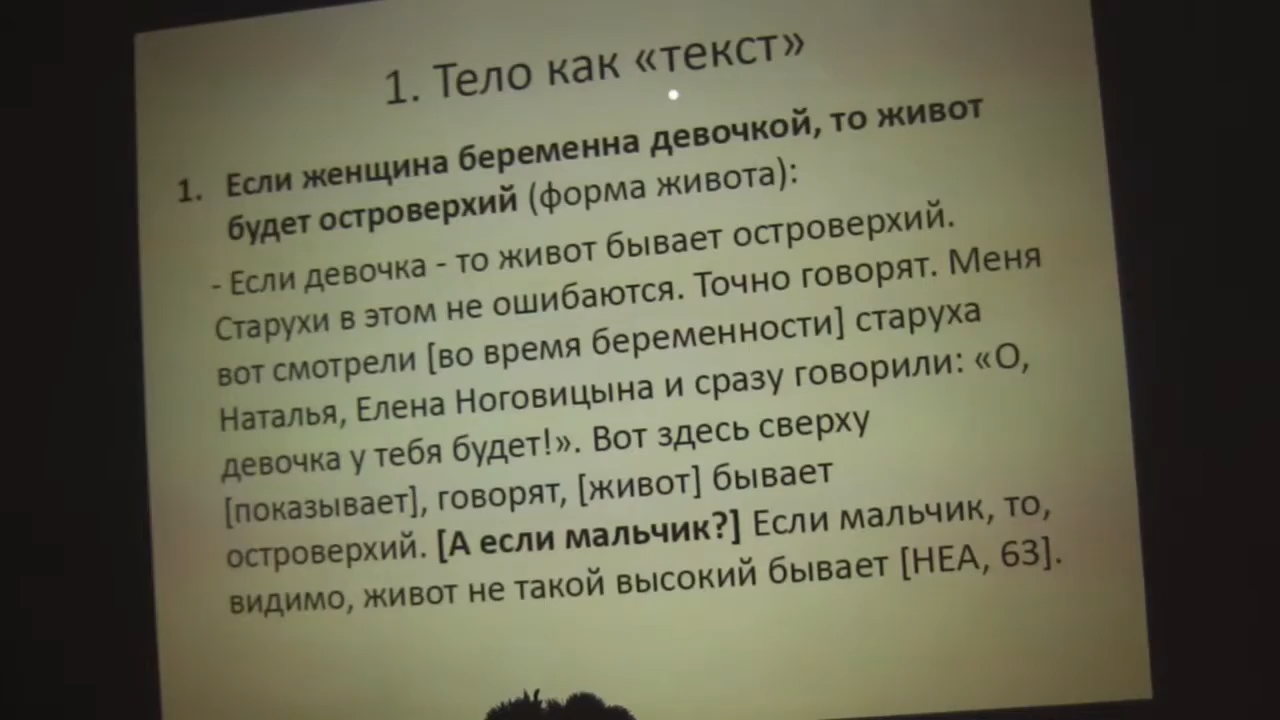 1. Тело как «текст»
1. Если женщина беременна девочкой, то живот
будет островерхий (форма живота):
- Если девочка - то живот бывает островерхий.
Старухи в этом не ошибаются. Точно говорят. Меня
вот смотрели [во время беременности] старуха
Наталья, Елена Ноговицына и сразу говорили: «О,
девочка у тебя будет!». Вот здесь сверху
[показывает], говорят, [живот] бывает
островерхий. [А если мальчик?] Если мальчик, то,
видимо, живот не такой высокий бывает [НЕА, 63].